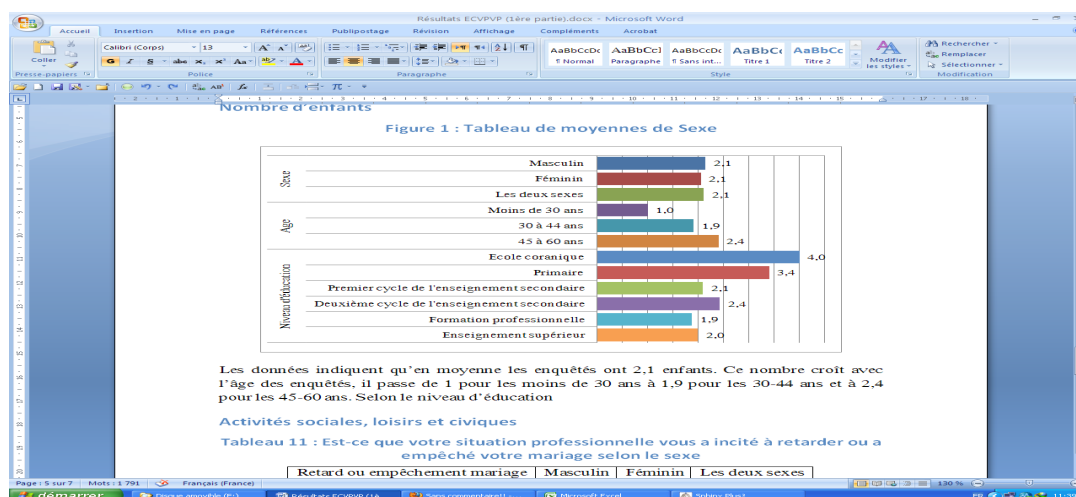 Résultats ECVPVP (1ère partie).docx - Microsoft Word
Accueil Insertion Mise en page Références Publipostage Révision Affichage Compléments Acrobat
Coller
Calibri (Corps) 13
AaBbCcDc AaBbCcI AaBbCcDc AaBbCc AaBbCc
¶ Normal Paragraphe ¶ Sans int... Titre 1 Titre 2
Modifier les styles
Rechercher
Remplacer
Sélectionner
Presse-papiers Police Paragraphe Style Modification
Nombre d'enfants
Figure 1 : Tableau de moyennes de Sexe
Sexe
Masculin 2,1
Féminin 2,1
Les deux sexes 2,1
Age
Moins de 30 ans 1,0
30 à 44 ans 1,9
45 à 60 ans 2,4
Niveau d'éducation
Ecole coranique 4,0
Primaire 3,4
Premier cycle de l'enseignement secondaire 2,1
Deuxième cycle de l'enseignement secondaire 2,4
Formation professionnelle 1,9
Enseignement supérieur 2,0
Les données indiquent qu'en moyenne les enquêtés ont 2,1 enfants. Ce nombre croît avec
l'âge des enquêtés, il passe de 1 pour les moins de 30 ans à 1,9 pour les 30-44 ans et à 2,4
pour les 45-60 ans. Selon le niveau d'éducation
Activités sociales, loisirs et civiques
Tableau 11 : Est-ce que votre situation professionnelle vous a incité à retarder ou a
empêché votre mariage selon le sexe
Retard ou empêchement mariage Masculin Féminin Les deux sexes
Page : 5 sur 7 Mots : 1 791 Français (France) 130 %
démarrer Disque amovible (E:) Résultats ECVPVP (1è Sans commentaire!! - Microsoft Excel Sphinx Plus²